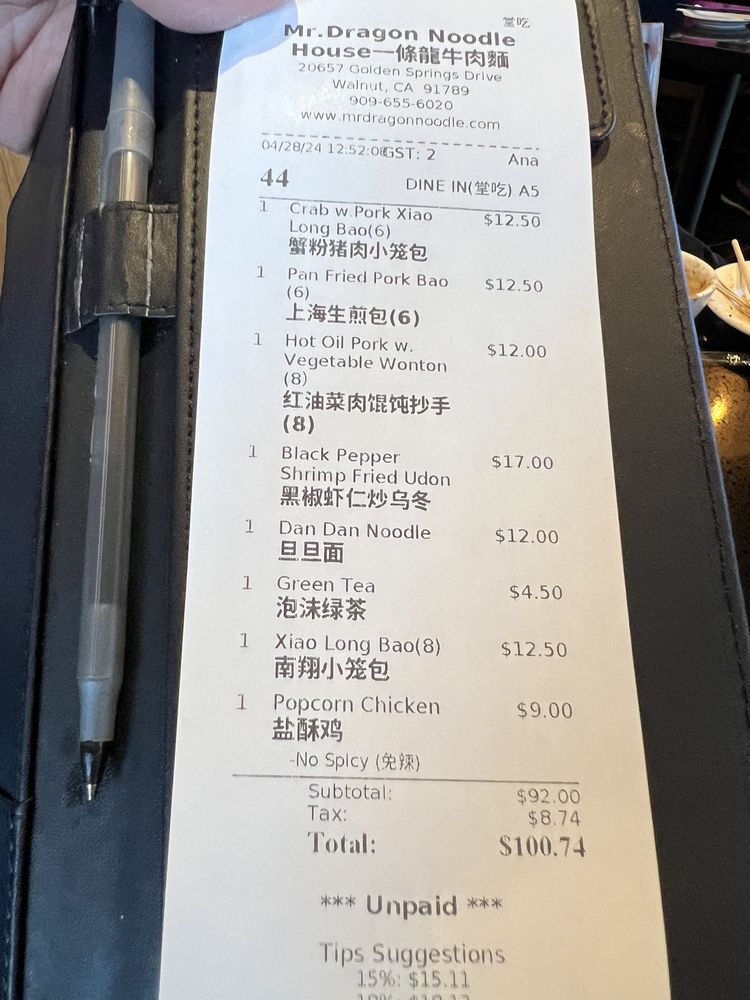 堂吃
Mr.Dragon Noodle
House一條龍牛肉麵
20657 Golden Springs Drive
Walnut, CA 91789
909-655-6020
www.mrdragonnoodle.com
04/28/24 12:52:08 GST: 2 Ana
44 DINE IN(堂吃) A5
1 Crab w.Pork Xiao $12.50
Long Bao(6)
蟹粉猪肉小笼包
1 Pan Fried Pork Bao $12.50
(6)
上海生煎包(6)
1 Hot Oil Pork w. $12.00
Vegetable Wonton
(8)
红油菜肉馄饨抄手
(8)
1 Black Pepper $17.00
Shrimp Fried Udon
黑椒虾仁炒乌冬
1 Dan Dan Noodle $12.00
旦旦面
1 Green Tea $4.50
泡沫绿茶
1 Xiao Long Bao(8) $12.50
南翔小笼包
1 Popcorn Chicken $9.00
盐酥鸡
-No Spicy (免辣)
Subtotal: $92.00
Tax: $8.74
Total: $100.74
*** Unpaid ***
Tips Suggestions
15%: $15.11